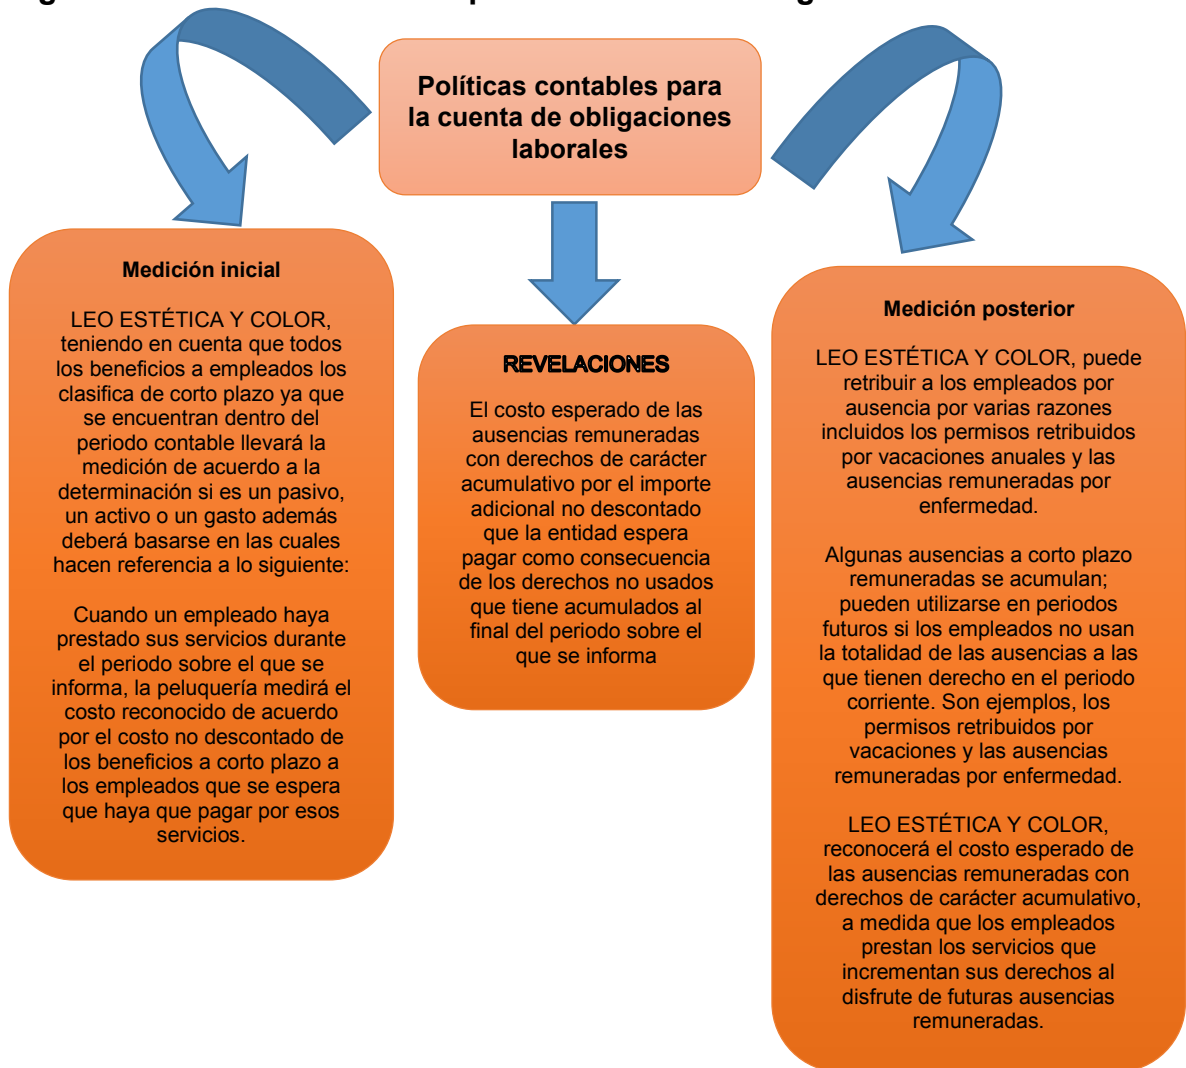 Políticas contables para
la cuenta de obligaciones
laborales
Medición inicial
LEO ESTÉTICA Y COLOR,
teniendo en cuenta que todos
los beneficios a empleados los
clasifica de corto plazo ya que
se encuentran dentro del
periodo contable llevará la
medición de acuerdo a la
determinación si es un pasivo,
un activo o un gasto además
deberá basarse en las cuales
hacen referencia a lo siguiente:
Cuando un empleado haya
prestado sus servicios durante
el periodo sobre el que se
informa, la peluquería medirá el
costo reconocido de acuerdo
por el costo no descontado de
los beneficios a corto plazo a
los empleados que se espera
que haya que pagar por esos
servicios.
REVELACIONES
El costo esperado de las
ausencias remuneradas
con derechos de carácter
acumulativo por el importe
adicional no descontado
que la entidad espera
pagar como consecuencia
de los derechos no usados
que tiene acumulados al
final del periodo sobre el
que se informa
Medición posterior
LEO ESTÉTICA Y COLOR, puede
retribuir a los empleados por
ausencia por varias razones
incluidos los permisos retribuidos
por vacaciones anuales y las
ausencias remuneradas por
enfermedad.
Algunas ausencias a corto plazo
remuneradas se acumulan;
pueden utilizarse en periodos
futuros si los empleados no usan
la totalidad de las ausencias a las
que tienen derecho en el periodo
corriente. Son ejemplos, los
permisos retribuidos por
vacaciones y las ausencias
remuneradas por enfermedad.
LEO ESTÉTICA Y COLOR,
reconocerá el costo esperado de
las ausencias remuneradas con
derechos de carácter acumulativo,
a medida que los empleados
prestan los servicios que
incrementan sus derechos al
disfrute de futuras ausencias
remuneradas.